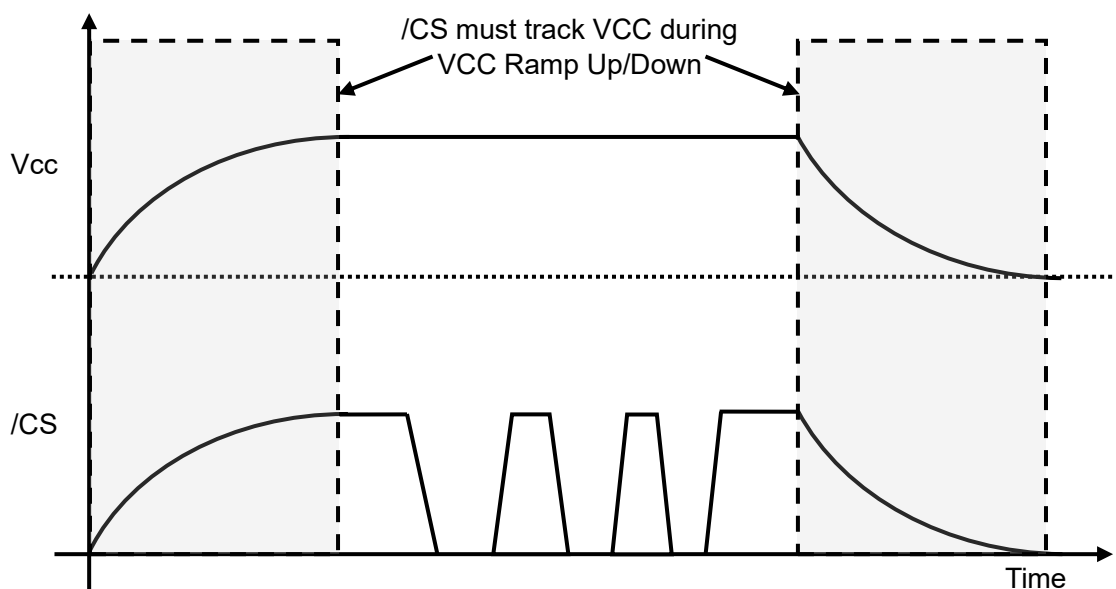 /CS must track VCC during
VCC Ramp Up/Down
Vcc
/CS
Time